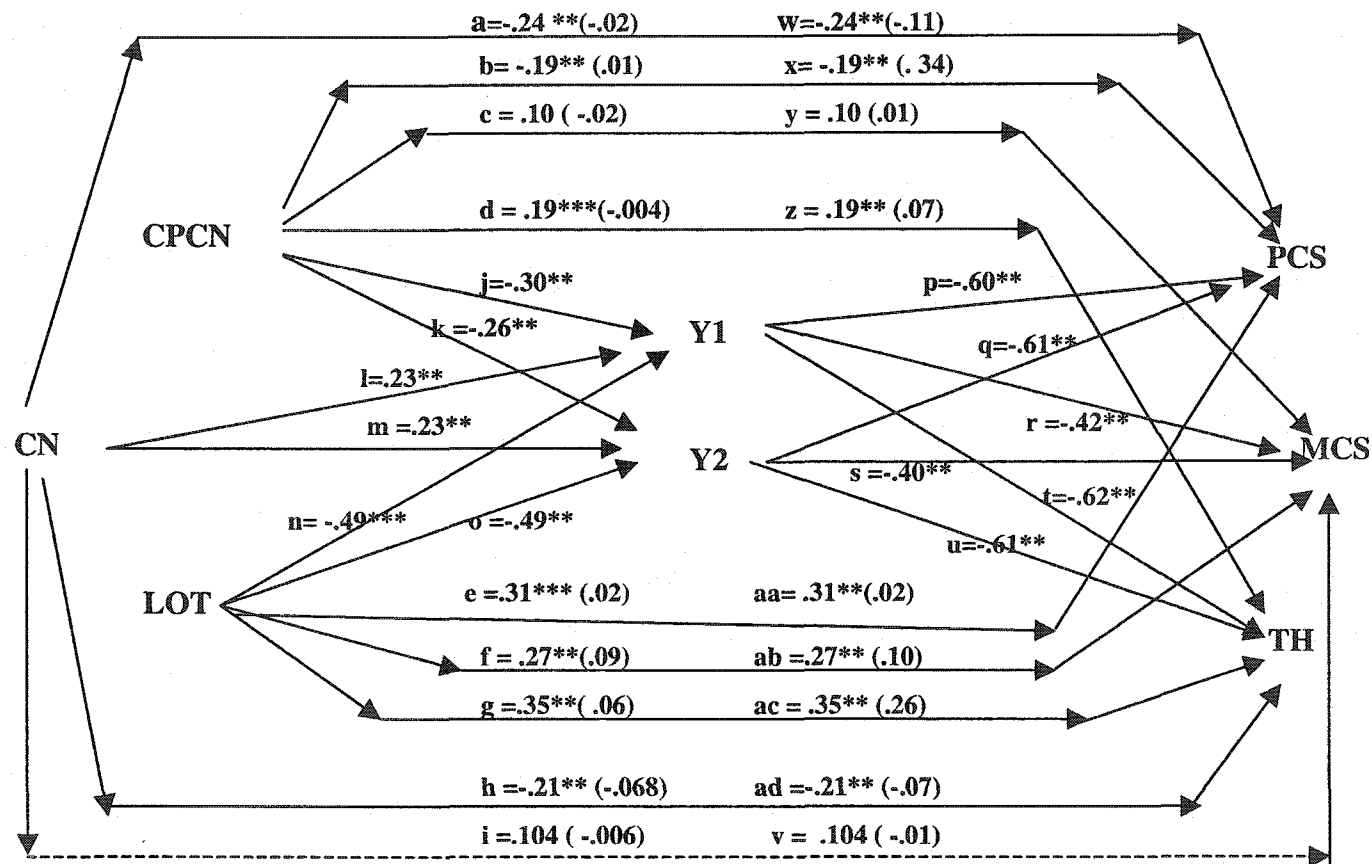 a=-.24 **(-.02) w=-.24**(-.11)
b= -.19** (.01) x= -.19** (. 34)
c = .10 ( -.02) y = .10 (.01)
d = .19***(-.004) z = .19** (.07)
CPCN
PCS
j=-.30** p=-.60**
k =-.26** Y1
q=-.61**
l=.23**
m =.23** r =-.42**
CN Y2 MCS
s =-.40**
t=-.62**
n= -.49*** o =-.49**
u=-.61**
LOT e =.31*** (.02) aa= .31**(.02)
TH
f = .27**(.09) ab =.27** (.10)
g =.35**( .06) ac = .35** (.26)
h =-.21** (-.068) ad =-.21** (-.07)
i =.104 ( -.006) v = .104 ( -.01)